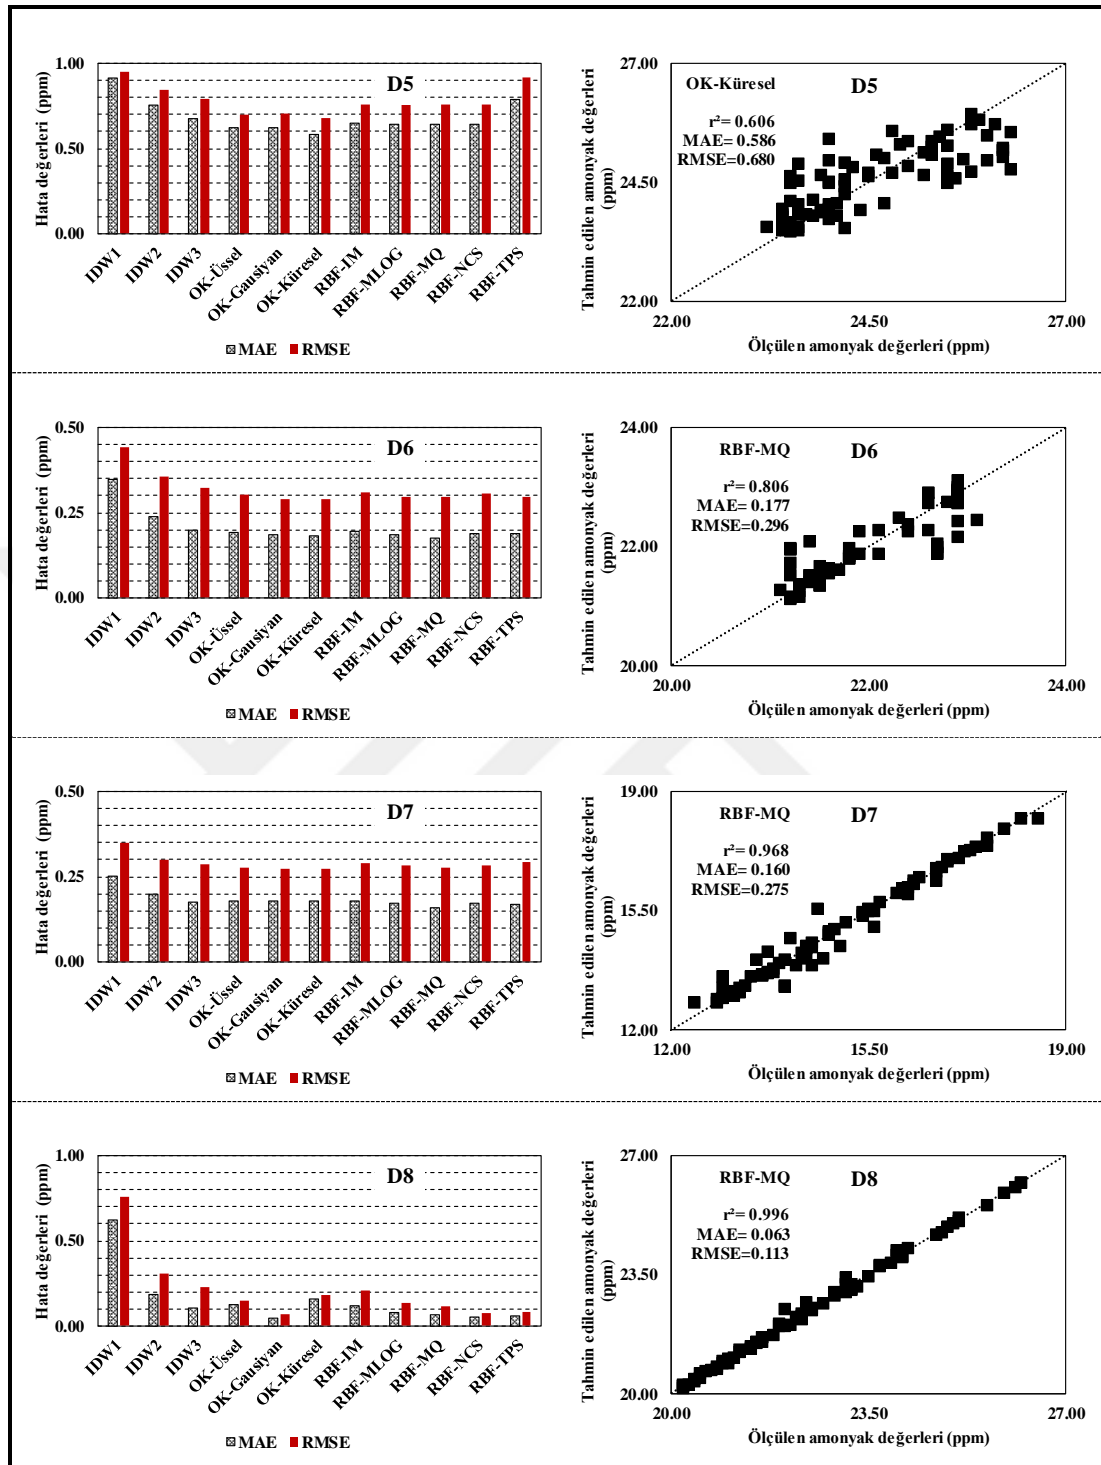 1.00
0.50
0.00
Hata değerleri (ppm)
D5
IDW1
IDW2
IDW3
OK-Üssel
OK-Gausiyan
OK-Küresel
RBF-IM
RBF-MLOG
RBF-MQ
RBF-NCS
RBF-TPS
MAE RMSE
27.00
24.50
22.00
Tahmin edilen amonyak değerleri
(ppm)
OK-Küresel D5
r²= 0.606
MAE= 0.586
RMSE=0.680
22.00 24.50 27.00
Ölçülen amonyak değerleri (ppm)
0.50
0.25
0.00
Hata değerleri (ppm)
D6
IDW1
IDW2
IDW3
OK-Üssel
OK-Gausiyan
OK-Küresel
RBF-IM
RBF-MLOG
RBF-MQ
RBF-NCS
RBF-TPS
MAE RMSE
24.00
22.00
20.00
Tahmin edilen amonyak değerleri
(ppm)
RBF-MQ D6
r²= 0.806
MAE= 0.177
RMSE=0.296
20.00 22.00 24.00
Ölçülen amonyak değerleri (ppm)
0.50
0.25
0.00
Hata değerleri (ppm)
D7
IDW1
IDW2
IDW3
OK-Üssel
OK-Gausiyan
OK-Küresel
RBF-IM
RBF-MLOG
RBF-MQ
RBF-NCS
RBF-TPS
MAE RMSE
19.00
15.50
12.00
Tahmin edilen amonyak değerleri
(ppm)
RBF-MQ D7
r²= 0.968
MAE= 0.160
RMSE=0.275
12.00 15.50 19.00
Ölçülen amonyak değerleri (ppm)
1.00
0.50
0.00
Hata değerleri (ppm)
D8
IDW1
IDW2
IDW3
OK-Üssel
OK-Gausiyan
OK-Küresel
RBF-IM
RBF-MLOG
RBF-MQ
RBF-NCS
RBF-TPS
MAE RMSE
27.00
23.50
20.00
Tahmin edilen amonyak değerleri
(ppm)
RBF-MQ D8
r²= 0.996
MAE= 0.063
RMSE=0.113
20.00 23.50 27.00
Ölçülen amonyak değerleri (ppm)